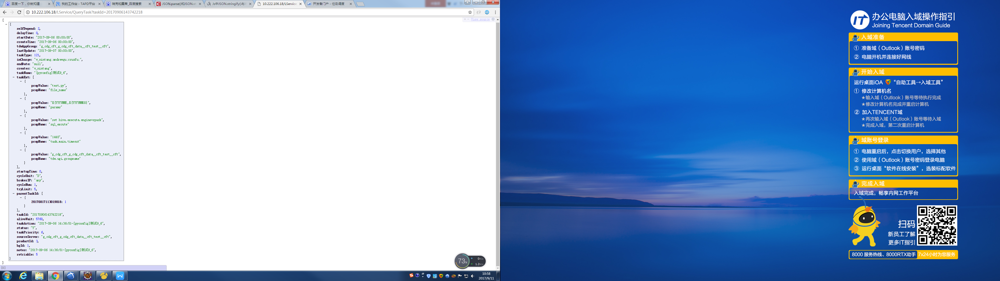 百度一下，你就知道
我的工作台 - TAPD平台
瑞克和莫蒂_百度搜索
JSON.parse()和JSON.st
Js中JSON.stringify()与
10.222.106.18/LService
开发者门户 - 任务调度
10.222.106.18/LService/QueryTask?taskId=20170906143742218
+ - View source
[
- {
selfDepend: 2,
delayTime: 0,
startDate: "2017-09-06 00:00:00",
createTime: "2017-09-06 00:00:00",
tdwAppGroup: "g_cdg_cft_g_cdg_cft_data__cft_test__cft",
lastUpdate: "2017-09-07 00:00:00",
taskType: 121,
inCharge: "v_nintang;andrewgu;cruzfu;",
endDate: "null",
creater: "v_nintang",
taskName: "[pyconfig]测试9_6",
- taskExt: [
- {
propValue: "test.py",
propName: "file_name"
},
- {
propValue: "${YYYYMM},${YYYYMMDD}",
propName: "params"
},
- {
propValue: "set hive.execute.engine=spark",
propName: "sql_excute"
},
- {
propValue: "1440",
propName: "task.main.timeout"
},
- {
propValue: "g_cdg_cft_g_cdg_cft_data__cft_test__cft",
propName: "tdw.ugi.groupname"
}
],
startupTime: 0,
cycleUnit: "D",
brokerIP: "any",
cycleNum: 1,
tryLimit: 5,
- parentTaskId: [
- {
20170817113019818: 1
}
],
taskId: "20170906143742218",
aliveWait: 5760,
taskAction: "2017-09-06 14:36:51-[pyconfig]测试9_6",
status: "Y",
taskPriority: 6,
sourceServer: "g_cdg_cft_g_cdg_cft_data__cft_test__cft",
productId: 3,
bgId: 1,
notes: "2017-09-06 14:36:51-[pyconfig]测试9_6",
retriable: 5
}
]
[0]
73%
0K/s
1.2K/s
10:58
2017/9/11
IT 办公电脑入域操作指引
Joining Tencent Domain Guide
入域准备
① 准备域（Outlook）账号密码
② 电脑开机并连接好网线
开始入域
运行桌面iOA “自助工具→入域工具”
① 修改计算机名
★输入域（Outlook）账号等待执行完成
★修改计算机名完成并重启计算机
② 加入TENCENT域
★再次输入域（Outlook）账号等待入域
★完成入域，第二次重启计算机
域账号登录
① 电脑重启后，点击切换用户，选择其他
② 使用域（Outlook）账号密码登录电脑
③ 运行桌面“软件在线安装”，选装标配软件
完成入域
入域完成，畅享内网工作平台
扫码
新员工了解
更多IT指引
8000 服务热线、8000RTX助手 7x24小时为您服务